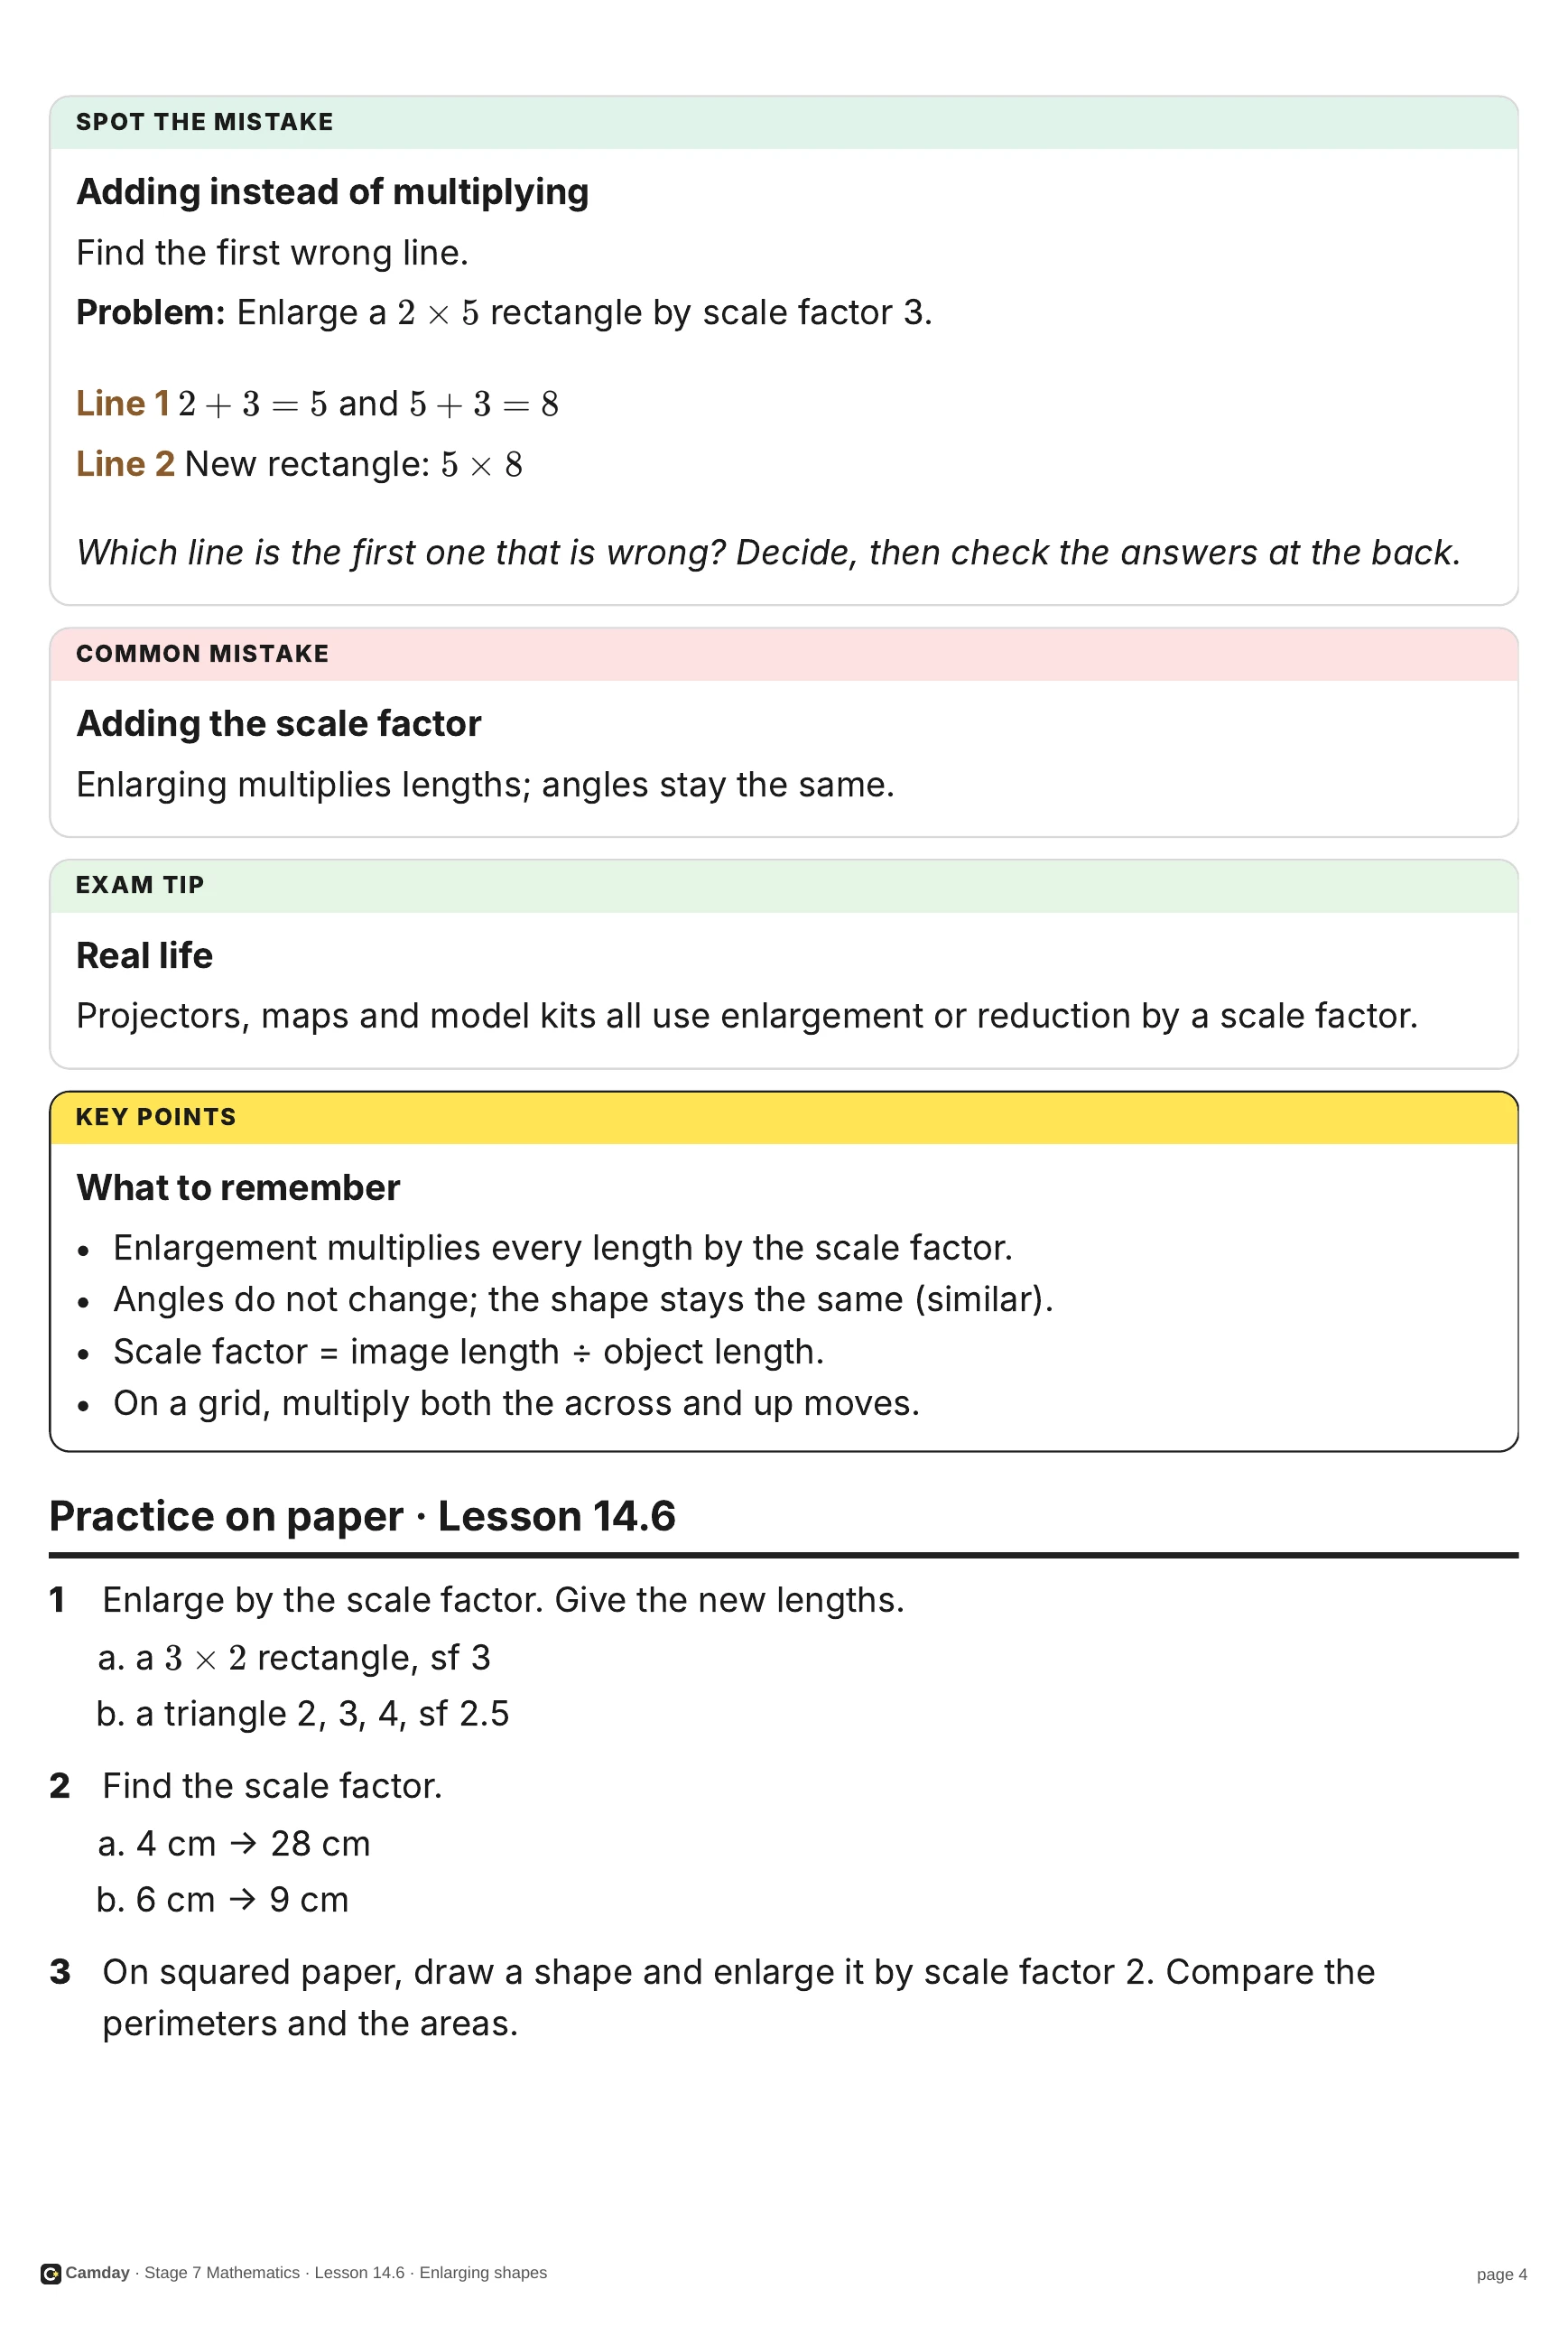 SPOT THE MISTAKE
Adding instead of multiplying
Find the first wrong line.
Problem: Enlarge a 2 × 5 rectangle by scale factor 3.
Line 1 2 + 3 = 5 and 5 + 3 = 8
Line 2 New rectangle: 5 × 8
Which line is the first one that is wrong? Decide, then check the answers at the back.
COMMON MISTAKE
Adding the scale factor
Enlarging multiplies lengths; angles stay the same.
EXAM TIP
Real life
Projectors, maps and model kits all use enlargement or reduction by a scale factor.
KEY POINTS
What to remember
• Enlargement multiplies every length by the scale factor.
• Angles do not change; the shape stays the same (similar).
• Scale factor = image length ÷ object length.
• On a grid, multiply both the across and up moves.
Practice on paper · Lesson 14.6
1 Enlarge by the scale factor. Give the new lengths.
a. a 3 × 2 rectangle, sf 3
b. a triangle 2, 3, 4, sf 2.5
2 Find the scale factor.
a. 4 cm → 28 cm
b. 6 cm → 9 cm
3 On squared paper, draw a shape and enlarge it by scale factor 2. Compare the
perimeters and the areas.
Camday · Stage 7 Mathematics · Lesson 14.6 · Enlarging shapes
page 4